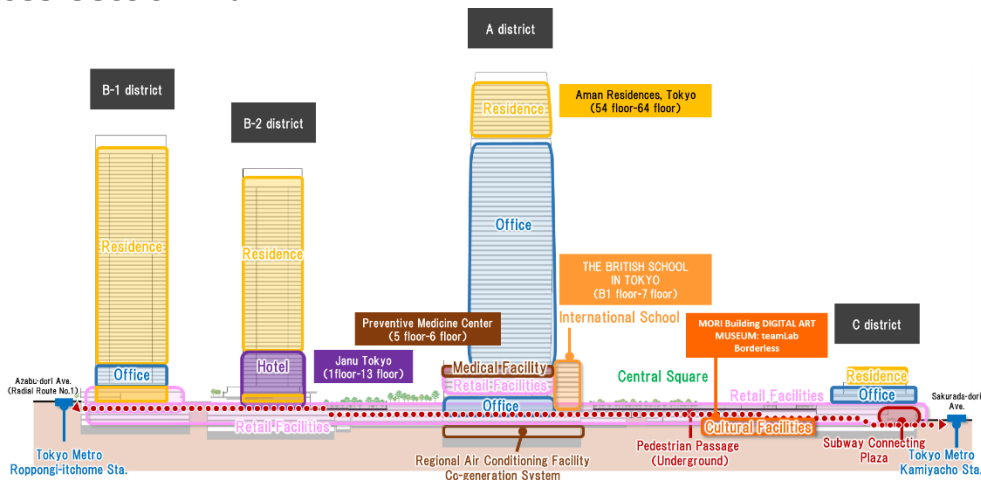 A district
B-1 district
B-2 district
Residence
Aman Residences, Tokyo
(54 floor-64 floor)
Residence
Residence
Office
THE BRITISH SCHOOL
IN TOKYO
(B1 floor-7 floor)
International School
Preventive Medicine Center
(5 floor-6 floor)
MORI Building DIGITAL ART
MUSEUM: teamLab
Borderless
C district
Azabu-dori Ave.
(Radial Route No.1)
Office
Hotel
Janu Tokyo
(1floor-13 floor)
Medical Facility
Retail Facilities
Office
Central Square
Retail Facilities
Residence
Office
Sakurada-dori
Ave.
Retail Facilities
Cultural Facilities
Tokyo Metro
Roppongi-itchome Sta.
Regional Air Conditioning Facility
Co-generation System
Pedestrian Passage
(Underground)
Subway Connecting
Plaza
Tokyo Metro
Kamiyacho Sta.